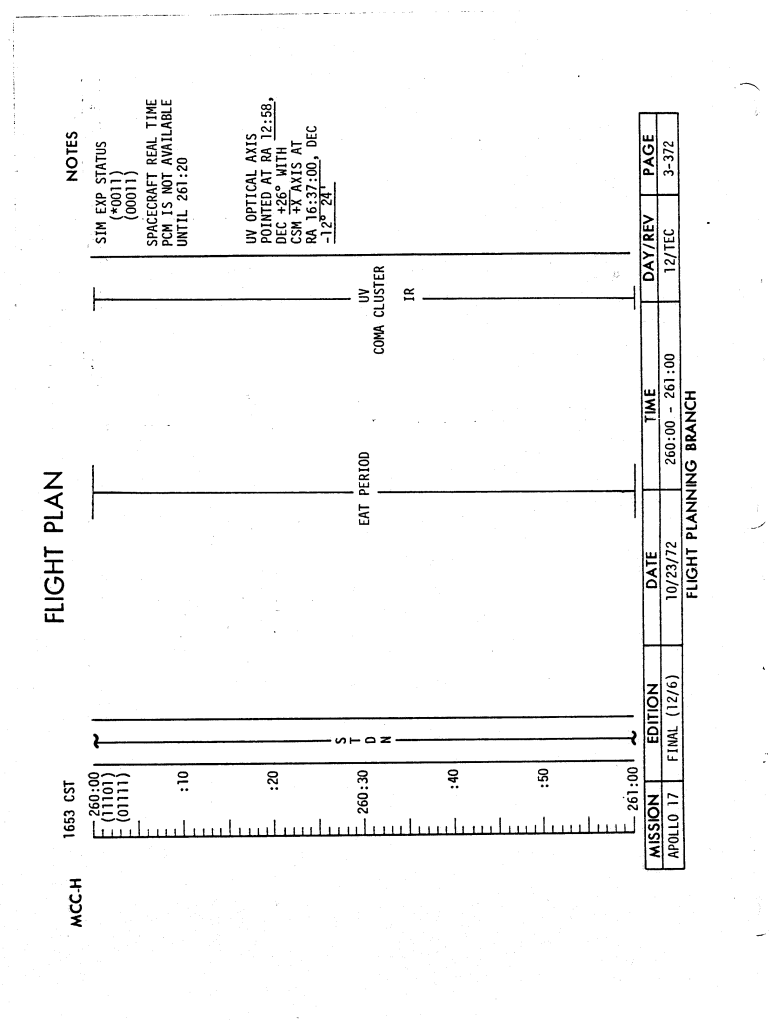 FLIGHT PLAN
MCC-H
1653 CST
NOTES
260:00
(11101)
(01111)
:10
:20
260:30
:40
:50
261:00
S
T
D
N
EAT PERIOD
UV
COMA CLUSTER
IR
SIM EXP STATUS
(*0011)
(00011)
SPACECRAFT REAL TIME
PCM IS NOT AVAILABLE
UNTIL 261:20
UV OPTICAL AXIS
POINTED AT RA 12:58,
DEC +26° WITH
CSM +X AXIS AT
RA 16:37:00, DEC
-12° 24'
MISSION EDITION DATE TIME DAY/REV PAGE
APOLLO 17 FINAL (12/6) 10/23/72 260:00 - 261:00 12/TEC 3-372
FLIGHT PLANNING BRANCH